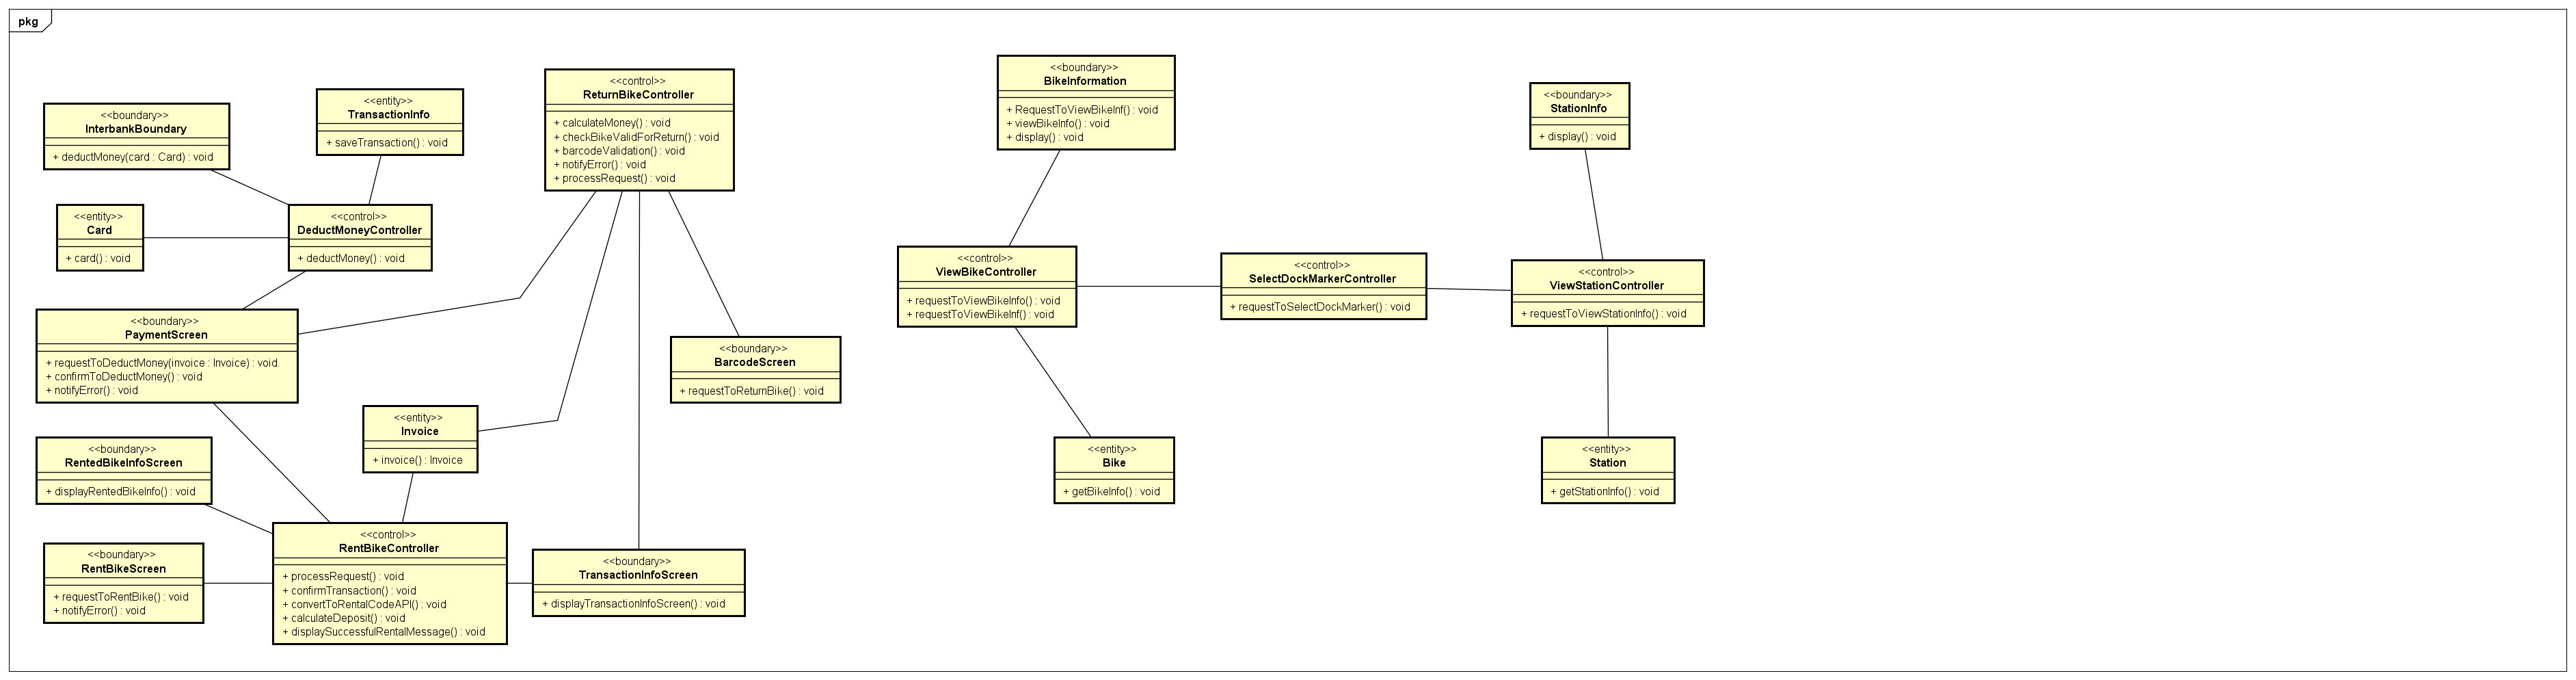 pkg
<<boundary>>
InterbankBoundary
+ deductMoney(card : Card) : void
<<entity>>
TransactionInfo
+ saveTransaction() : void
<<control>>
ReturnBikeController
+ calculateMoney() : void
+ checkBikeValidForReturn() : void
+ barcodeValidation() : void
+ notifyError() : void
+ processRequest() : void
<<entity>>
Card
+ card() : void
<<control>>
DeductMoneyController
+ deductMoney() : void
<<boundary>>
PaymentScreen
+ requestToDeductMoney(invoice : Invoice) : void
+ confirmToDeductMoney() : void
+ notifyError() : void
<<boundary>>
BarcodeScreen
+ requestToReturnBike() : void
<<entity>>
Invoice
+ invoice() : Invoice
<<boundary>>
RentedBikeInfoScreen
+ displayRentedBikeInfo() : void
<<boundary>>
RentBikeScreen
+ requestToRentBike() : void
+ notifyError() : void
<<control>>
RentBikeController
+ processRequest() : void
+ confirmTransaction() : void
+ convertToRentalCodeAPI() : void
+ calculateDeposit() : void
+ displaySuccessfulRentalMessage() : void
<<boundary>>
TransactionInfoScreen
+ displayTransactionInfoScreen() : void
<<boundary>>
BikeInformation
+ RequestToViewBikeInf() : void
+ viewBikeInfo() : void
+ display() : void
<<control>>
ViewBikeController
+ requestToViewBikeInfo() : void
+ requestToViewBikeInf() : void
<<control>>
SelectDockMarkerController
+ requestToSelectDockMarker() : void
<<boundary>>
StationInfo
+ display() : void
<<control>>
ViewStationController
+ requestToViewStationInfo() : void
<<entity>>
Bike
+ getBikeInfo() : void
<<entity>>
Station
+ getStationInfo() : void